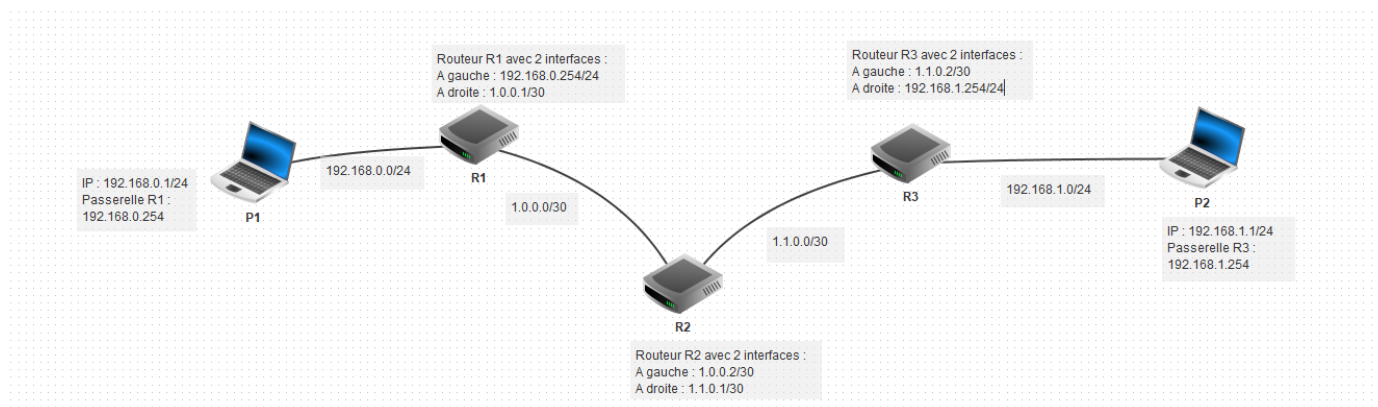 Routeur R1 avec 2 interfaces :
A gauche : 192.168.0.254/24
A droite : 1.0.0.1/30
Routeur R3 avec 2 interfaces :
A gauche : 1.1.0.2/30
A droite : 192.168.1.254/24
IP : 192.168.0.1/24
Passerelle R1 :
192.168.0.254
P1
192.168.0.0/24
R1
1.0.0.0/30
R2
Routeur R2 avec 2 interfaces :
A gauche : 1.0.0.2/30
A droite : 1.1.0.1/30
1.1.0.0/30
R3
192.168.1.0/24
P2
IP : 192.168.1.1/24
Passerelle R3 :
192.168.1.254